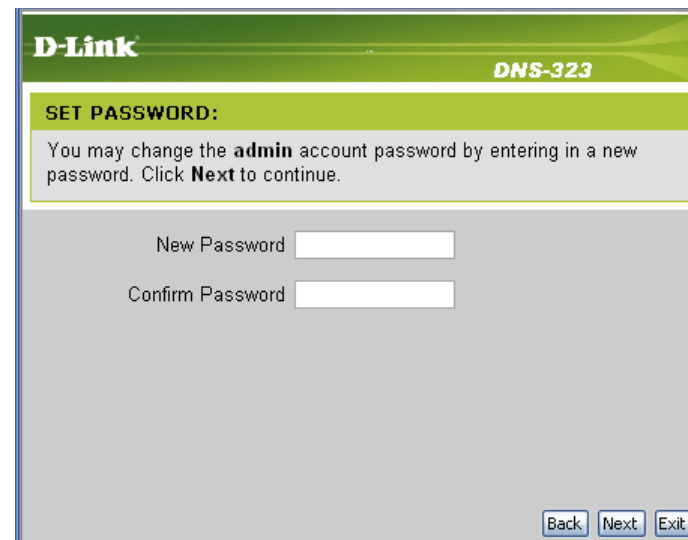 D-Link
DNS-323
SET PASSWORD:
You may change the admin account password by entering in a new
password. Click Next to continue.
New Password
Confirm Password
Back Next Exit